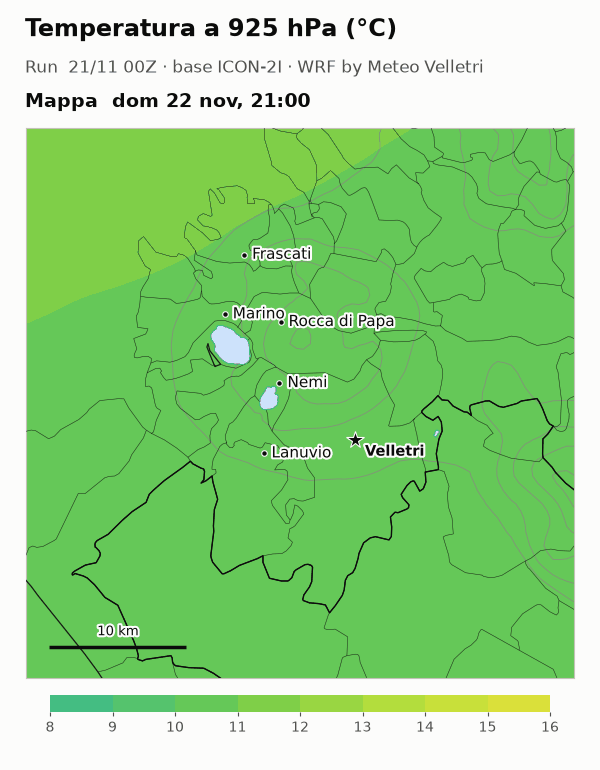 Temperatura a 925 hPa (°C)
Run  21/11 00Z · base ICON-2I · WRF by Meteo Velletri
Mappa  dom 22 nov, 21:00
Frascati
Marino
Rocca di Papa
Nemi
Velletri
Lanuvio
10 km
8 9 10 11 12 13 14 15 16